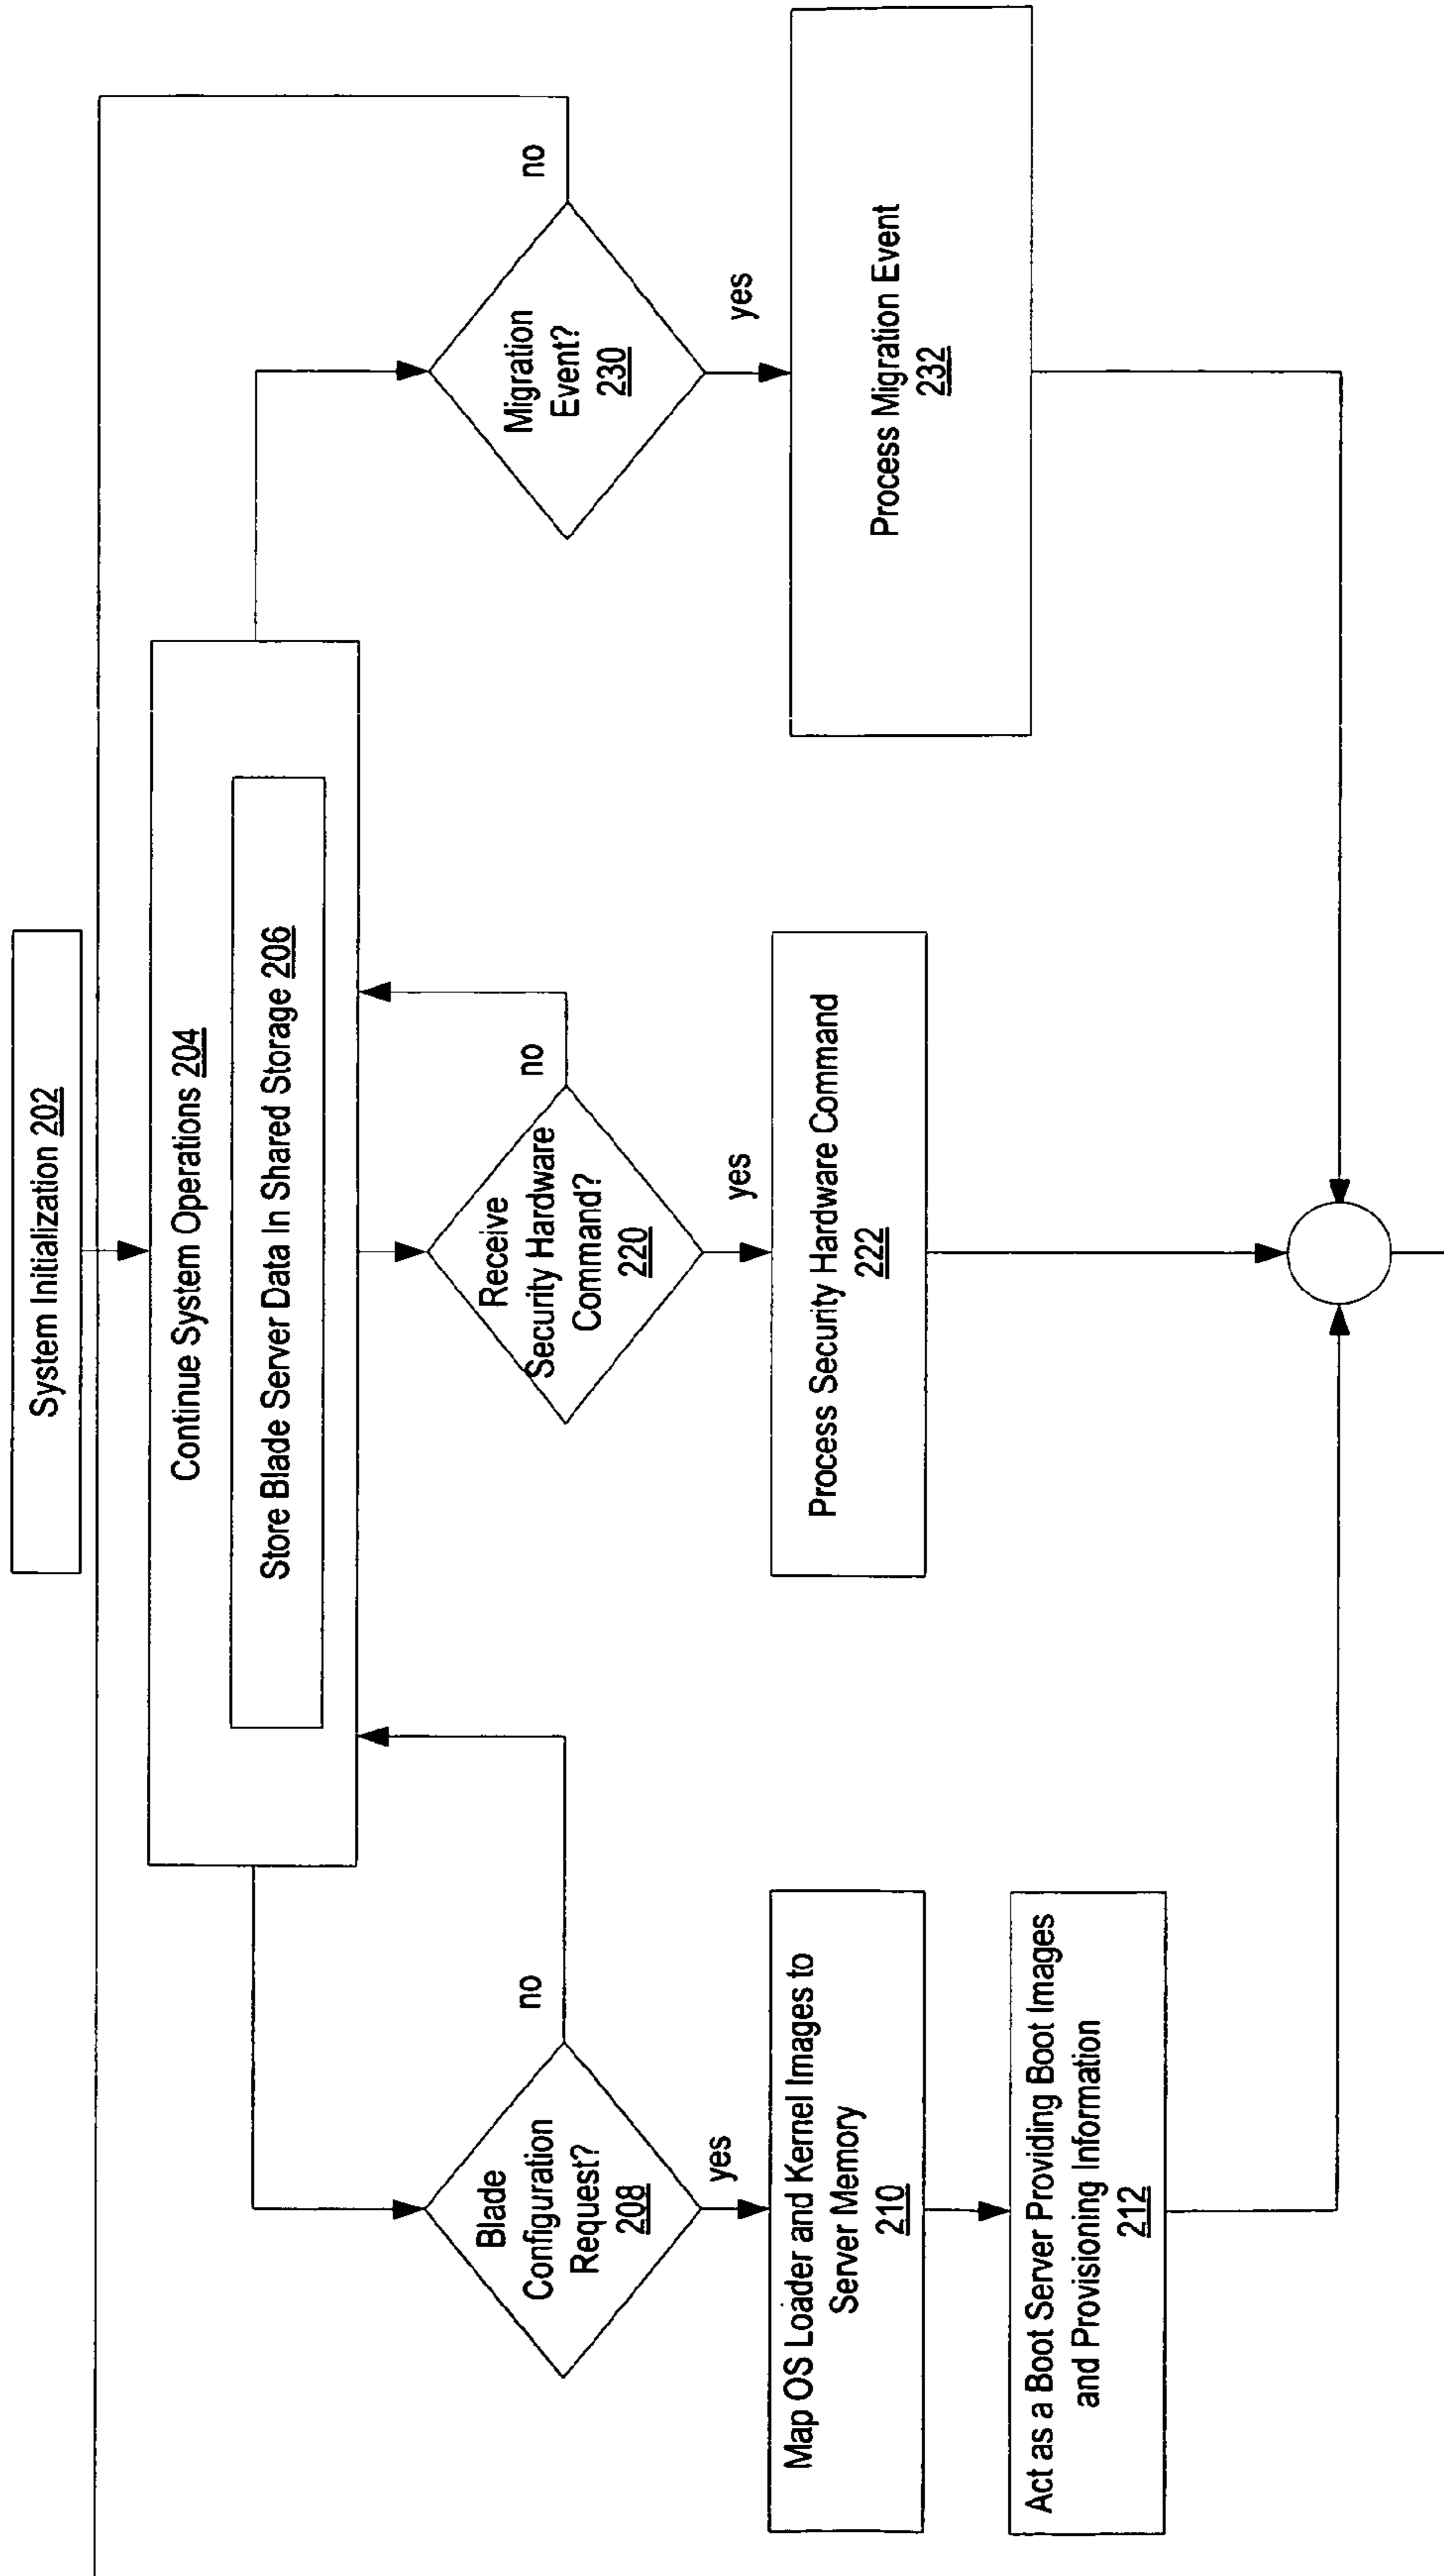 System Initialization 202
Continue System Operations 204
Store Blade Server Data In Shared Storage 206
Blade
Configuration
Request?
208
no
yes
Map OS Loader and Kernel Images to
Server Memory
210
Act as a Boot Server Providing Boot Images
and Provisioning Information
212
Receive
Security Hardware
Command?
220
no
yes
Process Security Hardware Command
222
Migration
Event?
230
no
yes
Process Migration Event
232